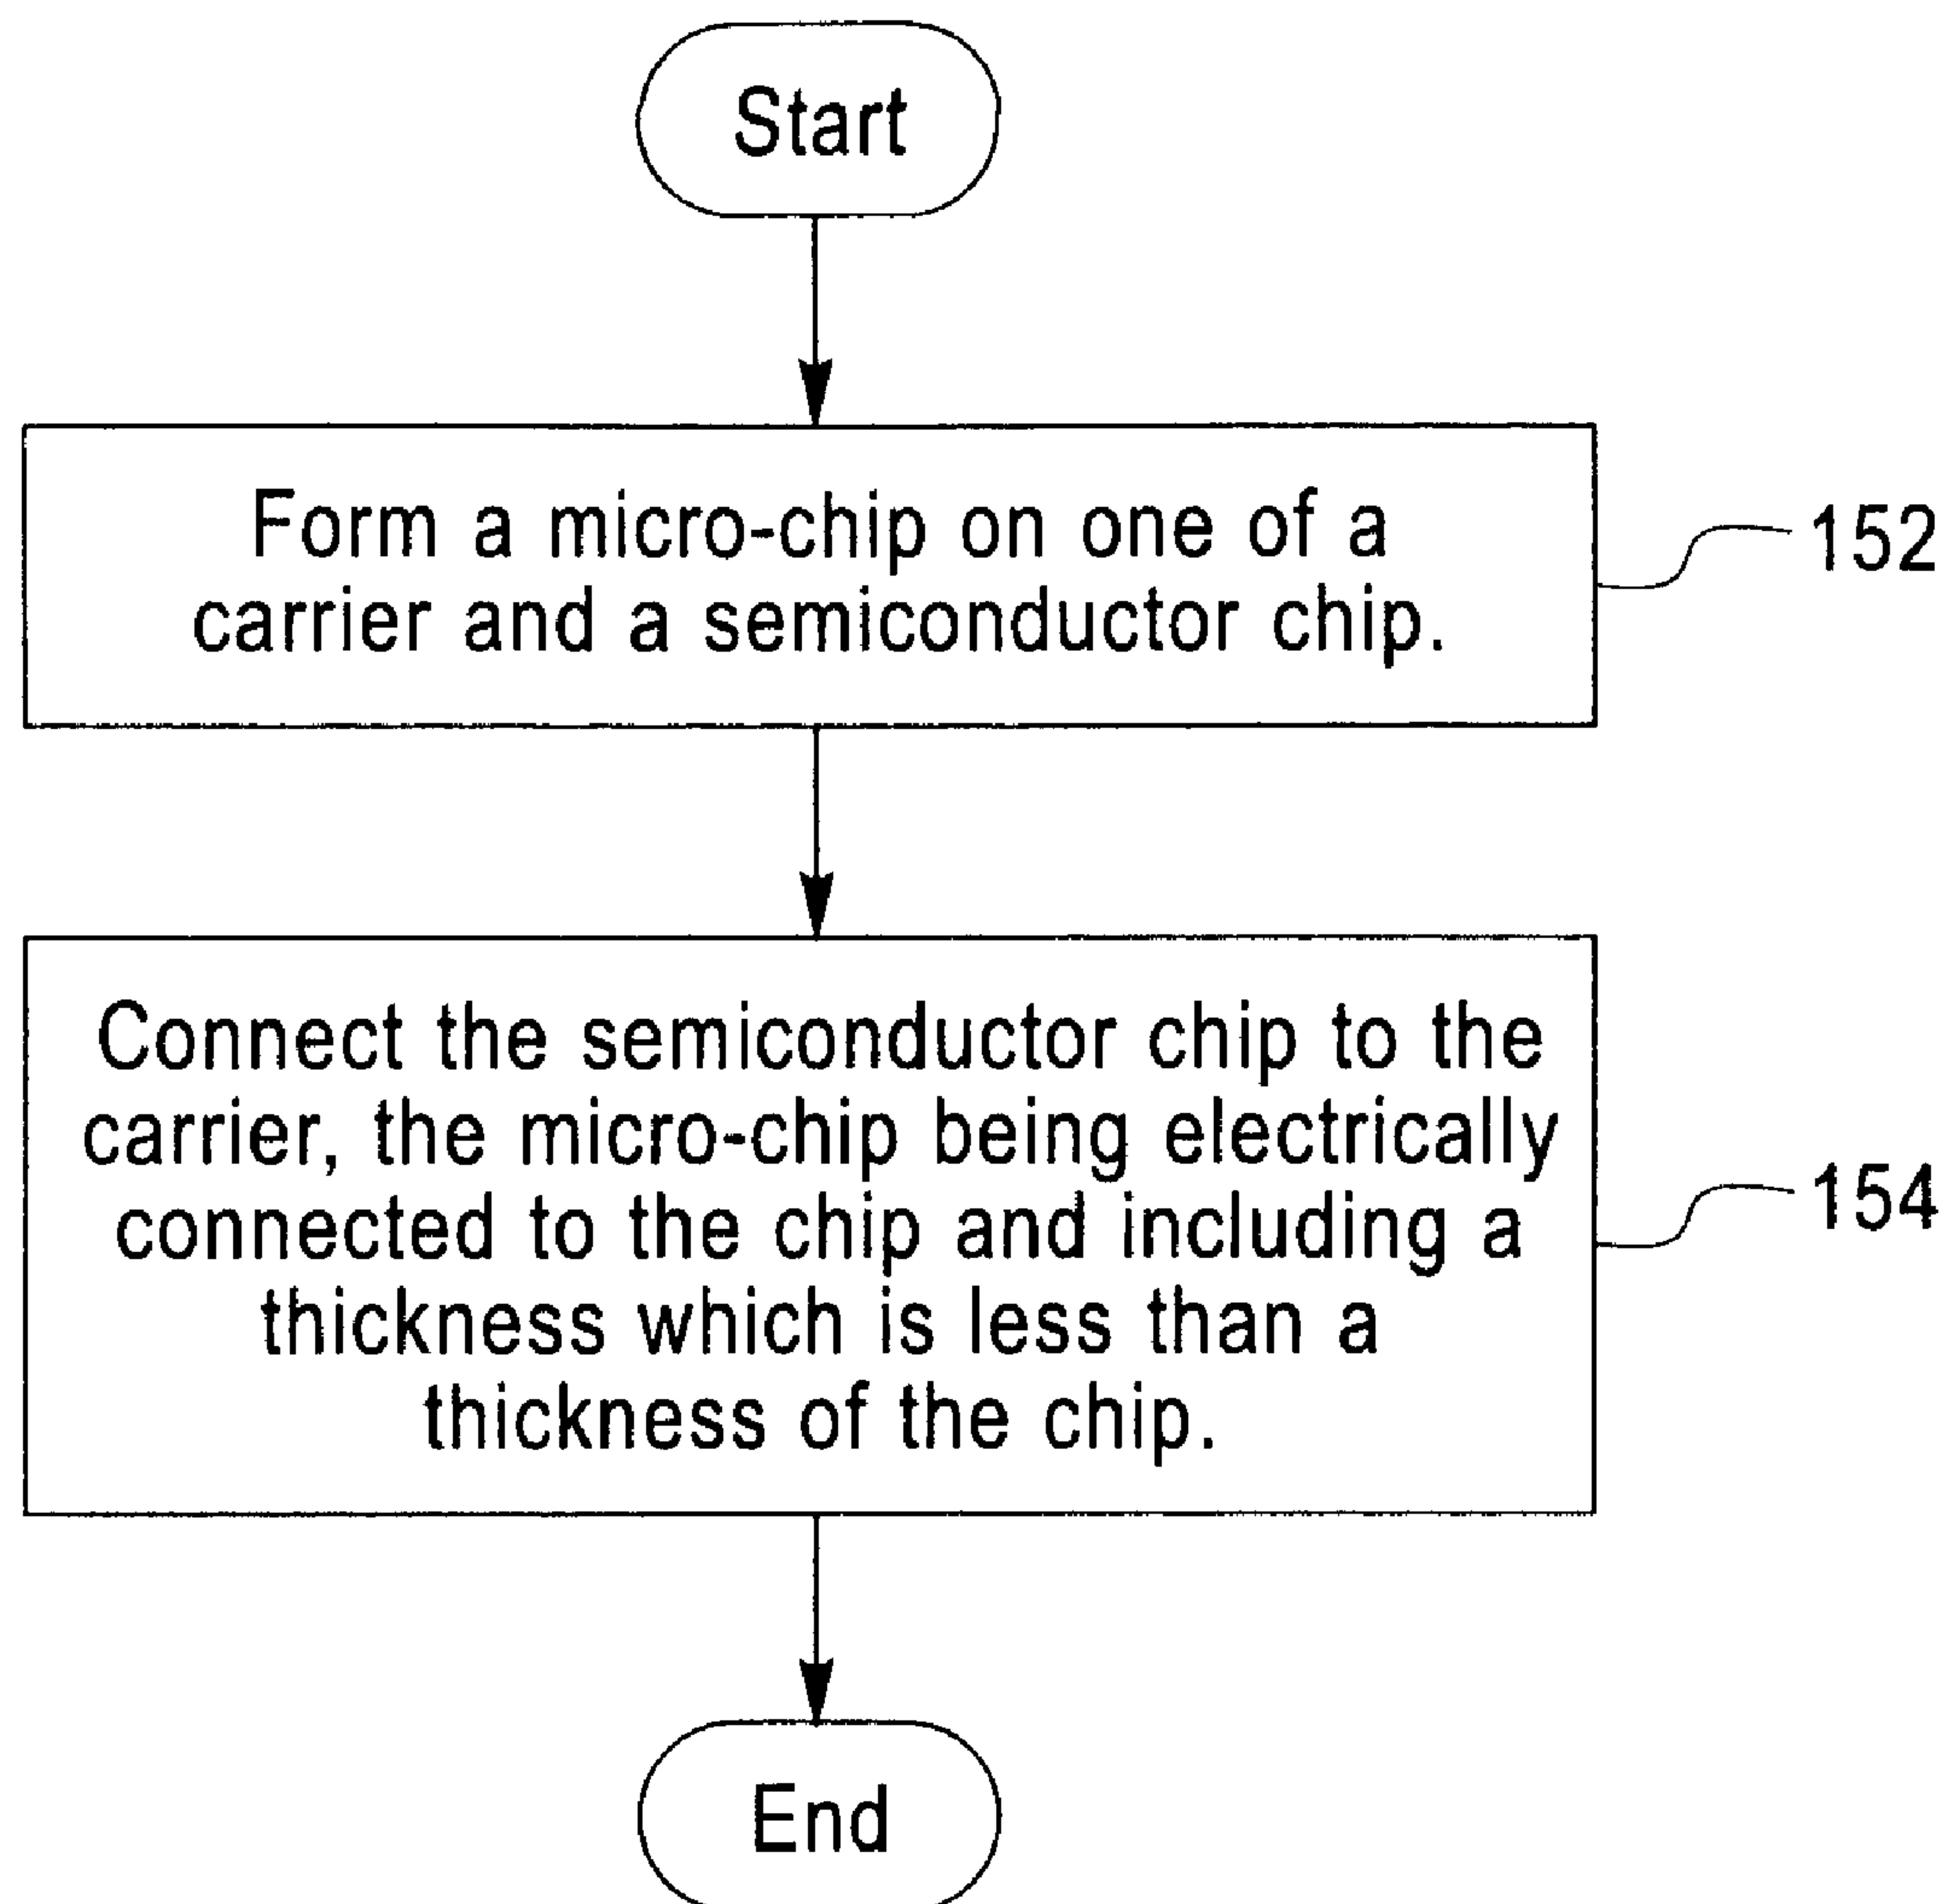 Start
Form a micro-chip on one of a
carrier and a semiconductor chip.
152
Connect the semiconductor chip to the
carrier, the micro-chip being electrically
connected to the chip and including a
thickness which is less than a
thickness of the chip.
154
End